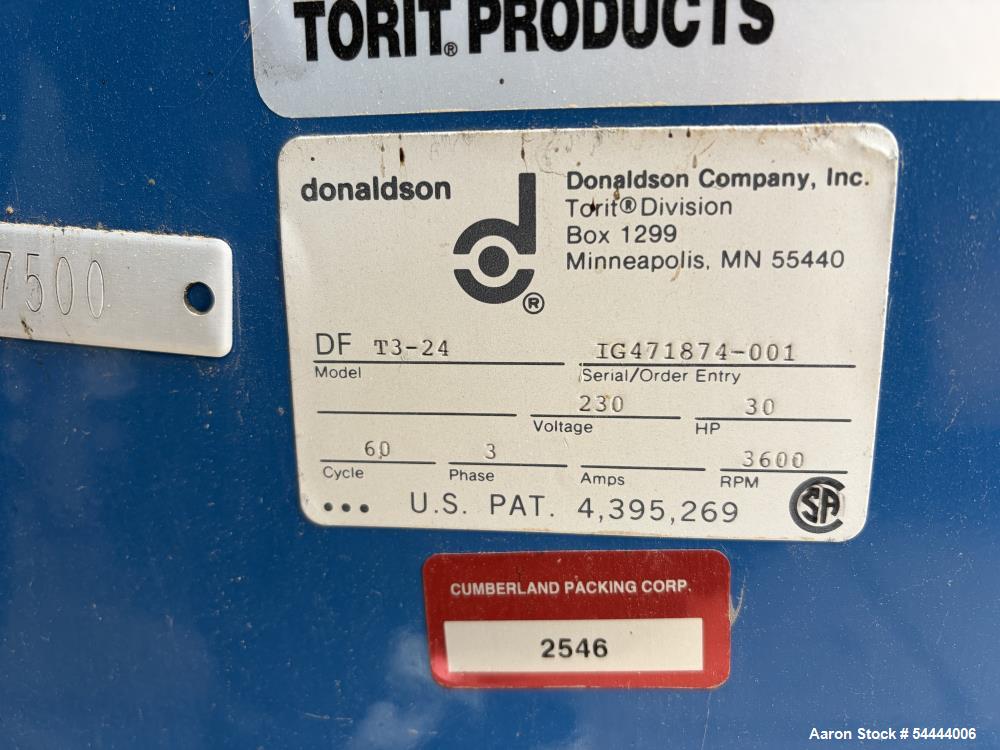 TORIT® PRODUCTS
7500
donaldson
d®
Donaldson Company, Inc.
Torit® Division
Box 1299
Minneapolis, MN 55440
DF T3-24
Model
IG471874-001
Serial/Order Entry
230
Voltage
30
HP
60
Cycle
3
Phase
Amps
3600
RPM
... U.S. PAT. 4,395,269
SA
CUMBERLAND PACKING CORP.
2546
Aaron Stock # 54444006